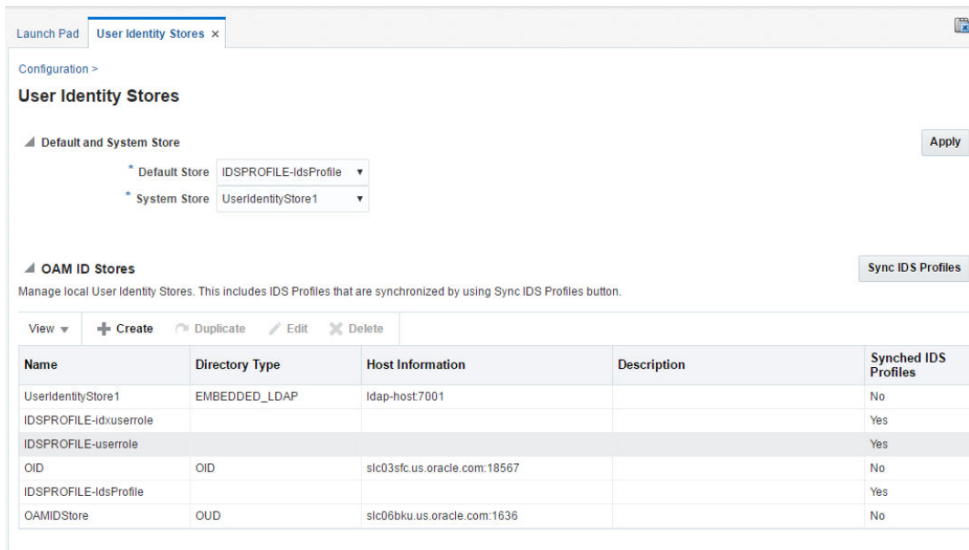 Launch Pad User Identity Stores ×
Configuration >
User Identity Stores
Default and System Store Apply
* Default Store IDSPROFILE-IdsProfile
* System Store UserIdentityStore1
OAM ID Stores Sync IDS Profiles
Manage local User Identity Stores. This includes IDS Profiles that are synchronized by using Sync IDS Profiles button.
View Create Duplicate Edit Delete
Name Directory Type Host Information Description Synched IDS Profiles
UserIdentityStore1 EMBEDDED_LDAP ldap-host:7001 No
IDSPROFILE-idxuserrole Yes
IDSPROFILE-userrole Yes
OID OID slc03sfc.us.oracle.com:18567 No
IDSPROFILE-IdsProfile Yes
OAMIDStore OUD slc06bku.us.oracle.com:1636 No